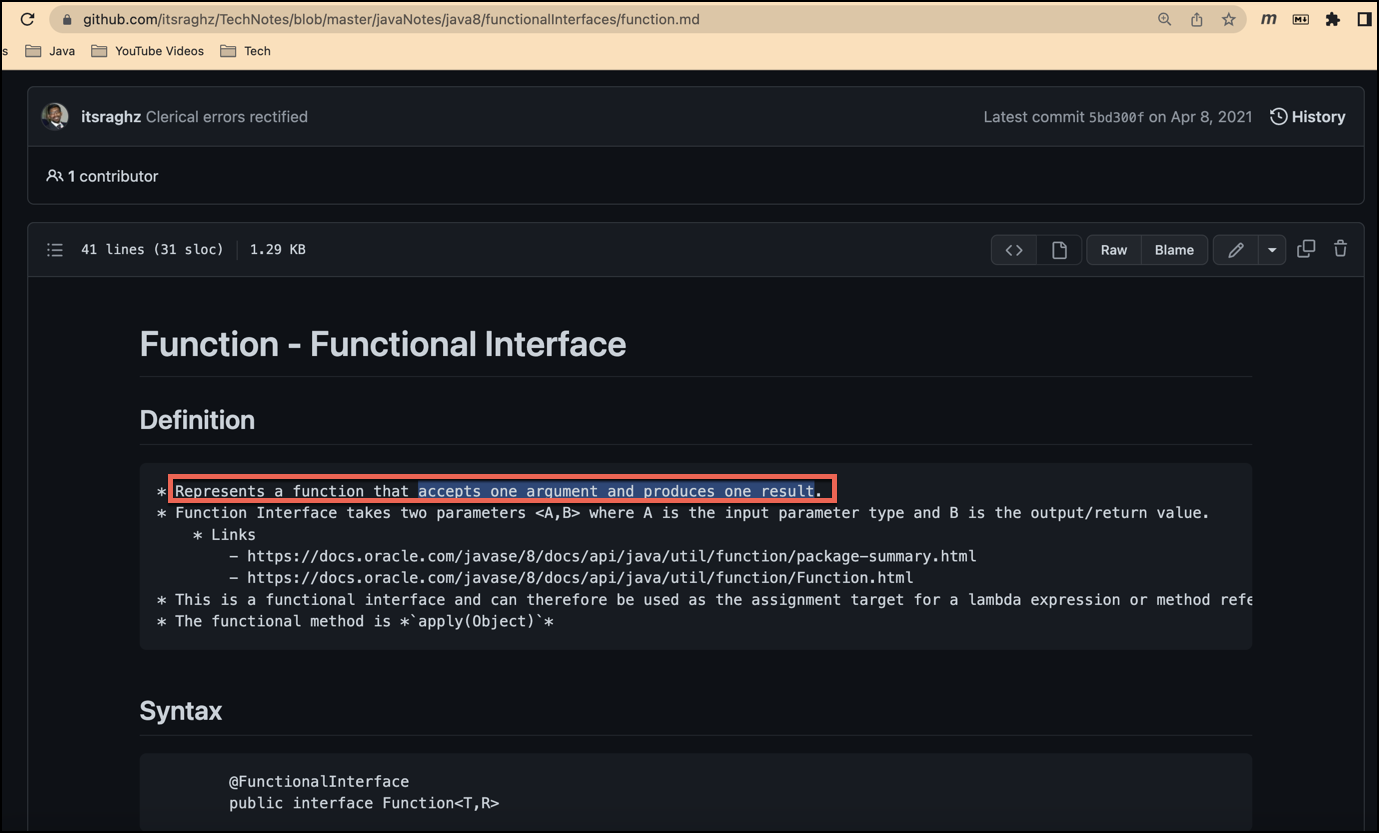 github.com/itsraghz/TechNotes/blob/master/javaNotes/java8/functionalInterfaces/function.md
s Java YouTube Videos Tech
itsraghz Clerical errors rectified Latest commit 5bd300f on Apr 8, 2021 History
1 contributor
41 lines (31 sloc) 1.29 KB Raw Blame
Function - Functional Interface
Definition
* Represents a function that accepts one argument and produces one result.
* Function Interface takes two parameters <A,B> where A is the input parameter type and B is the output/return value.
* Links
- https://docs.oracle.com/javase/8/docs/api/java/util/function/package-summary.html
- https://docs.oracle.com/javase/8/docs/api/java/util/function/Function.html
* This is a functional interface and can therefore be used as the assignment target for a lambda expression or method refe
* The functional method is *`apply(Object)`*
Syntax
@FunctionalInterface
public interface Function<T,R>